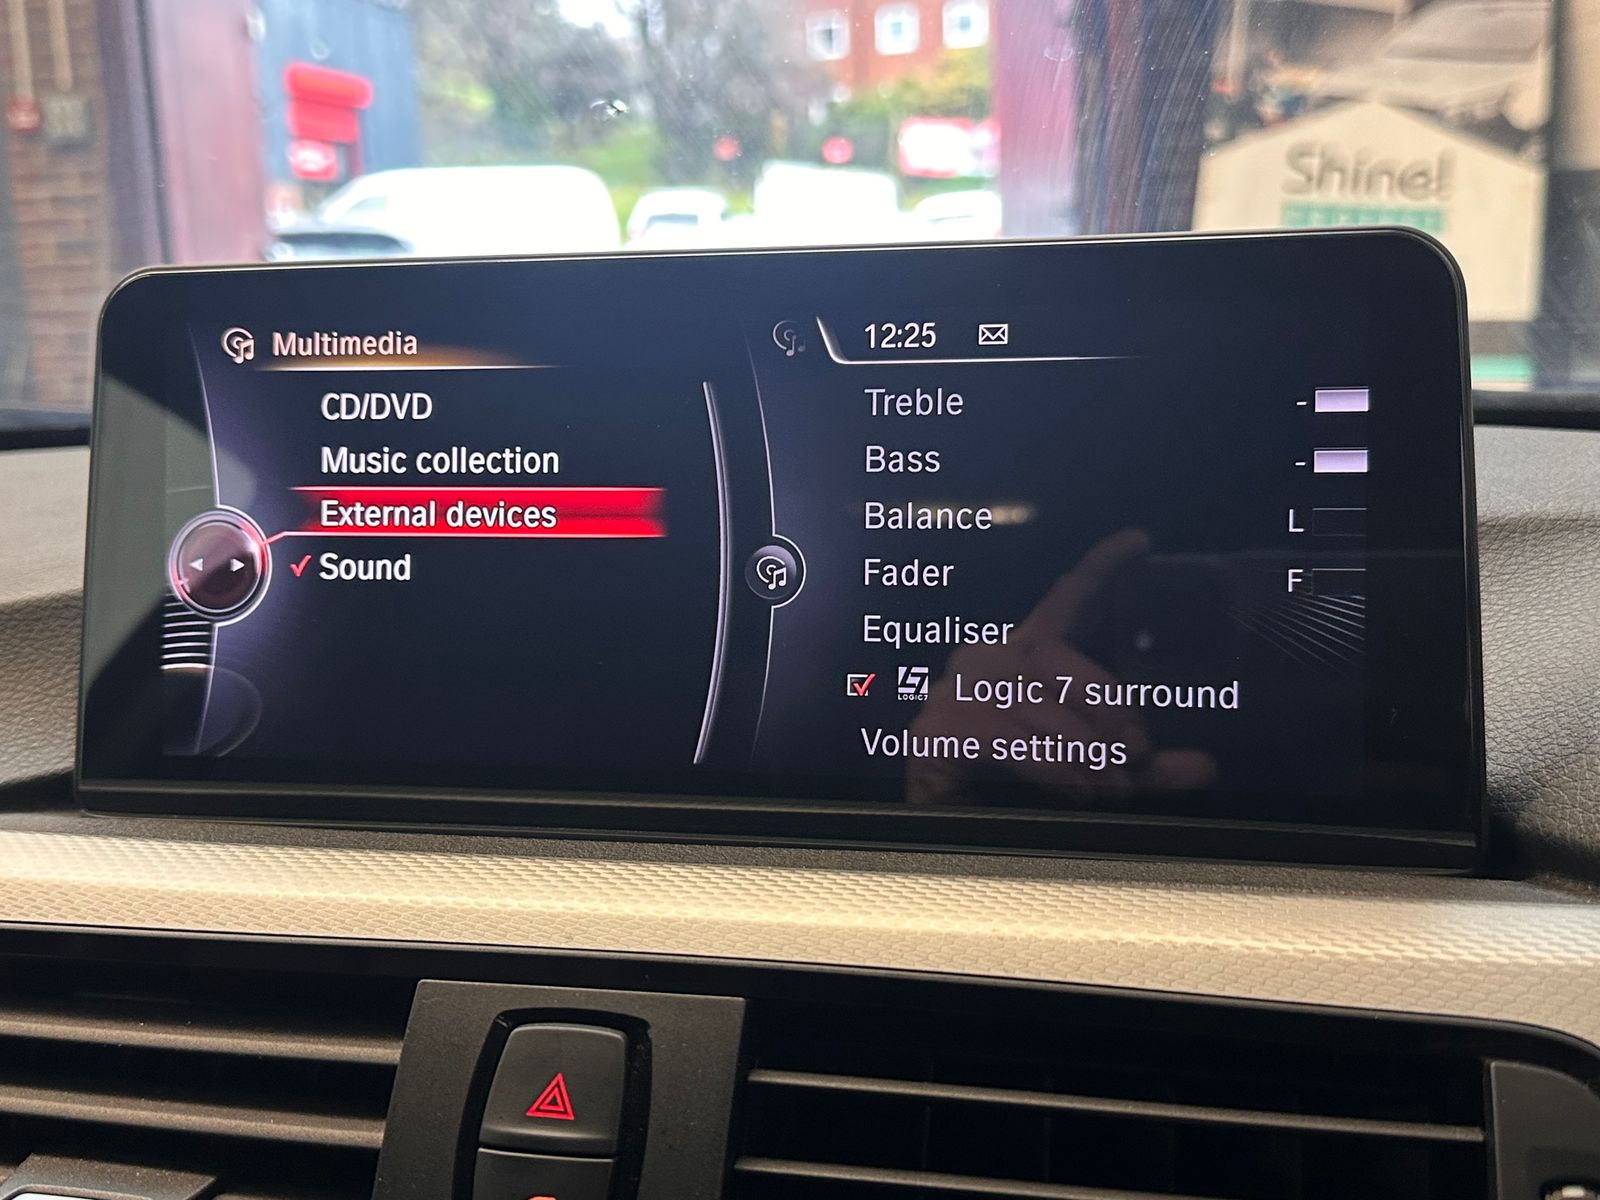 Shine!
Multimedia
CD/DVD
Music collection
External devices
Sound
12:25
Treble -
Bass -
Balance L
Fader F
Equaliser
LOGIC7 Logic 7 surround
Volume settings